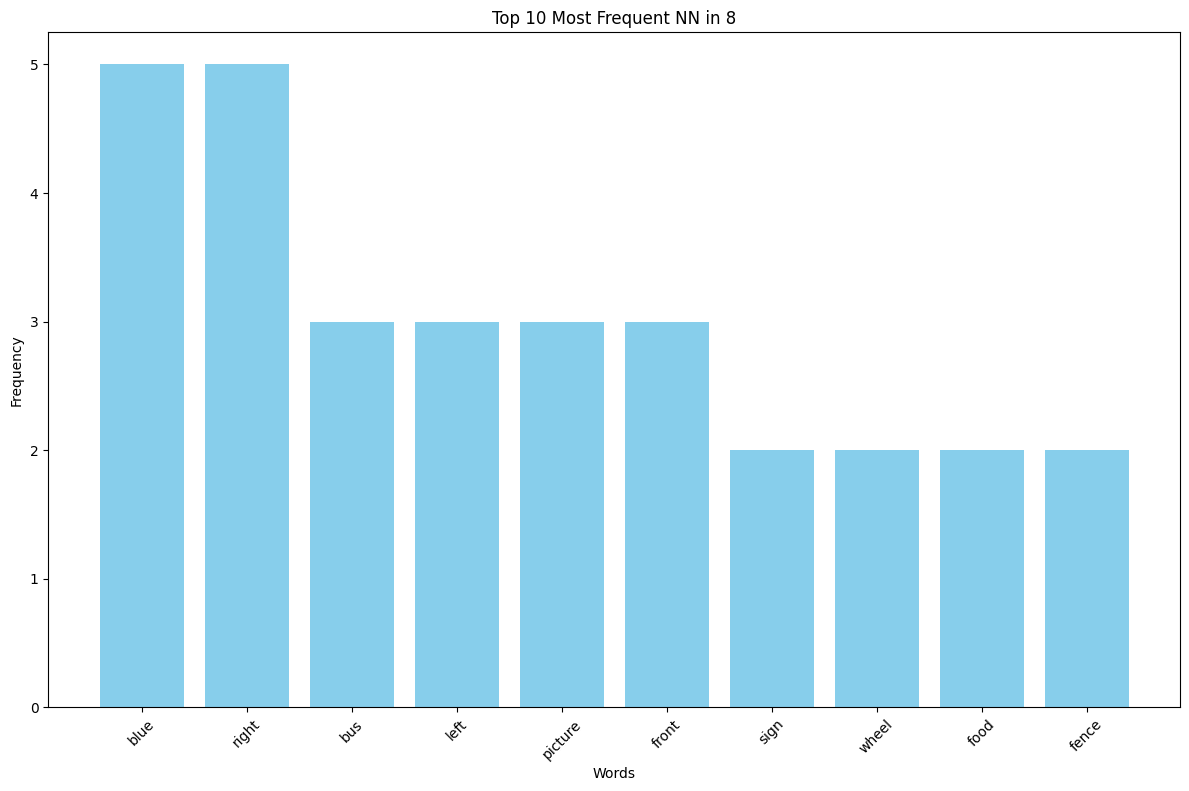 Top 10 Most Frequent NN in 8
Frequency
5
4
3
2
1
0
blue
right
bus
left
picture
front
sign
wheel
food
fence
Words